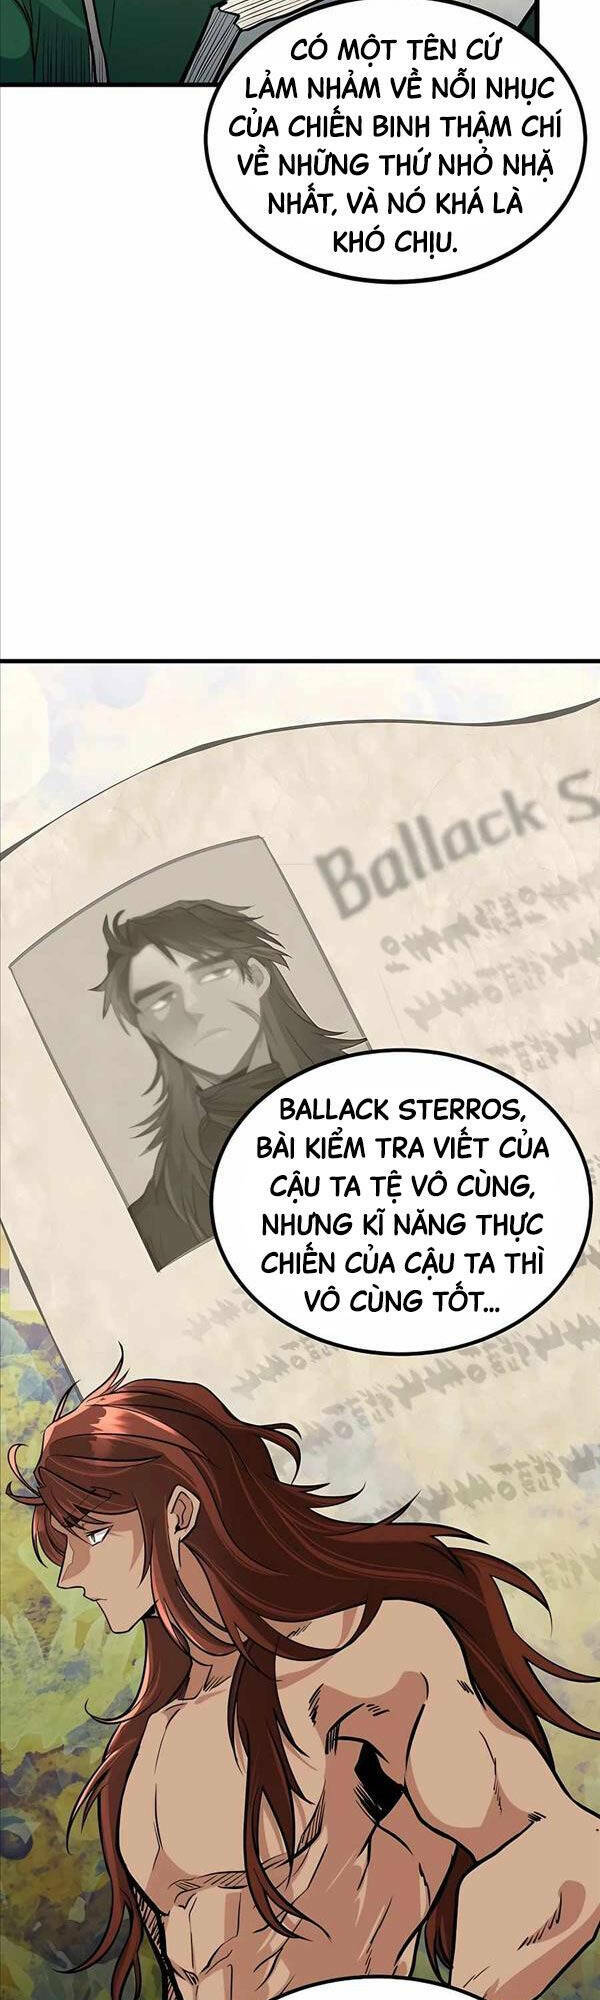 CÓ MỘT TÊN CỨ
LẢM NHẢM VỀ NỖI NHỤC
CỦA CHIẾN BINH THẬM CHÍ
VỀ NHỮNG THỨ NHỎ NHẶ
NHẤT, VÀ NÓ KHÁ LÀ
KHÓ CHỊU.
Ballack S
BALLACK STERROS,
BÀI KIỂM TRA VIẾT CỦA
CẬU TA TỆ VÔ CÙNG,
NHƯNG KĨ NĂNG THỰC
CHIẾN CỦA CẬU TA THÌ
VÔ CÙNG TỐT...